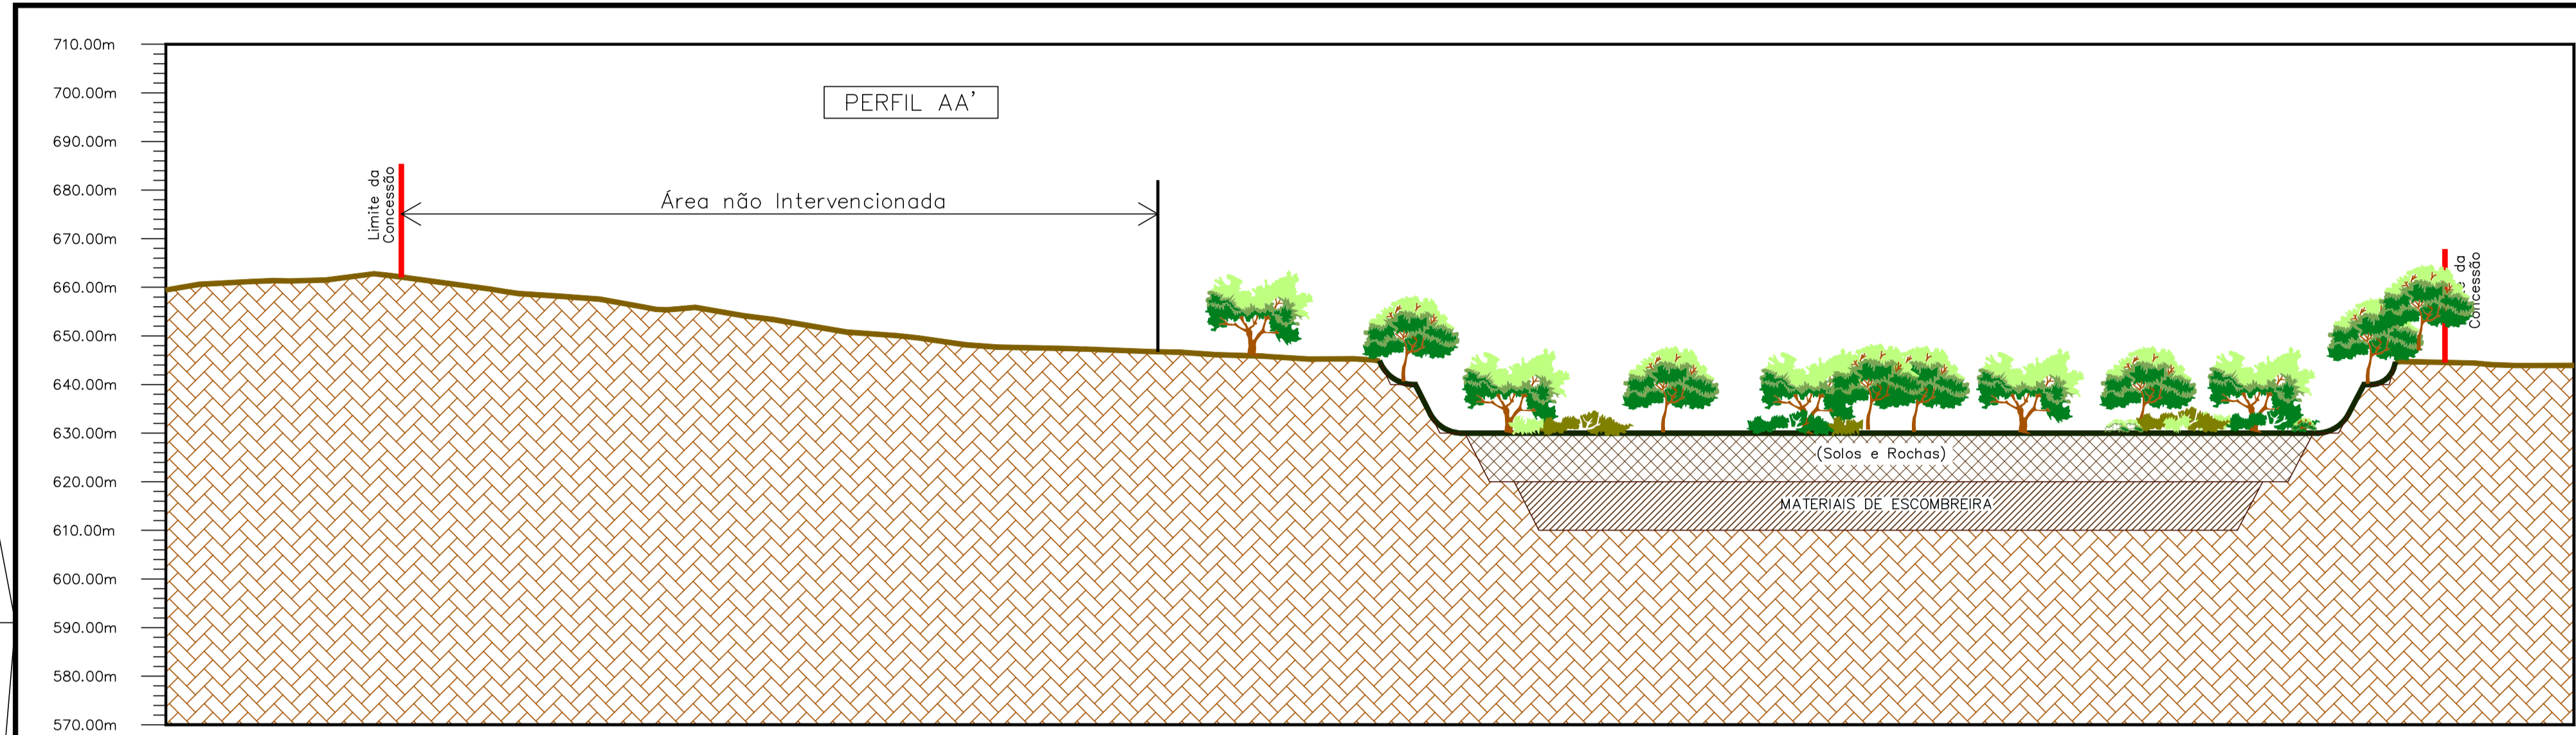 710.00m
700.00m
690.00m
680.00m
670.00m
660.00m
650.00m
640.00m
630.00m
620.00m
610.00m
600.00m
590.00m
580.00m
570.00m
PERFIL AA'
Limite da
Concessão
Área não Intervencionada
da
Concessão
(Solos e Rochas)
MATERIAIS DE ESCOMBREIRA